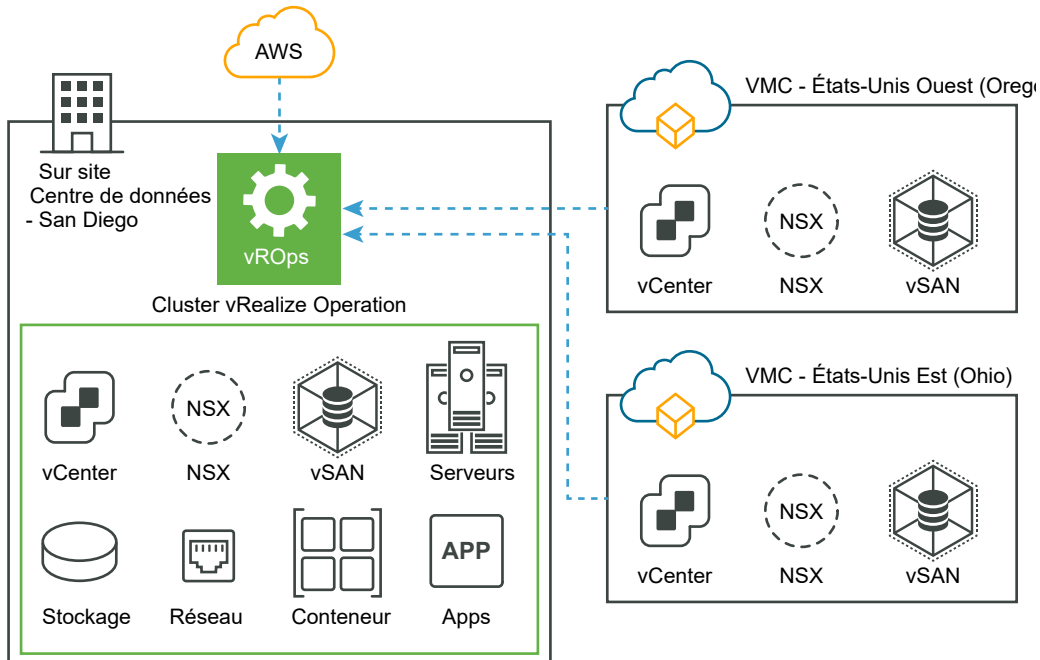 AWS
Sur site
Centre de données
- San Diego
vROps
Cluster vRealize Operation
vCenter
NSX
NSX
vSAN
Serveurs
Stockage
Réseau
Conteneur
APP
Apps
VMC - États-Unis Ouest (Orego
vCenter
NSX
NSX
vSAN
VMC - États-Unis Est (Ohio)
vCenter
NSX
NSX
vSAN